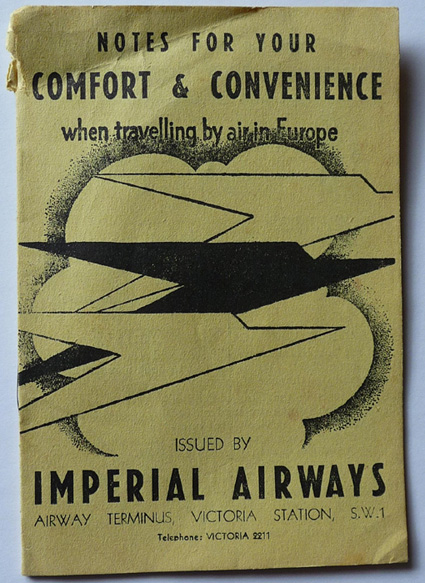 NOTES FOR YOUR
COMFORT & CONVENIENCE
when travelling by air in Europe
ISSUED BY
IMPERIAL AIRWAYS
AIRWAY TERMINUS, VICTORIA STATION, S.W.1
Telephone: VICTORIA 2211